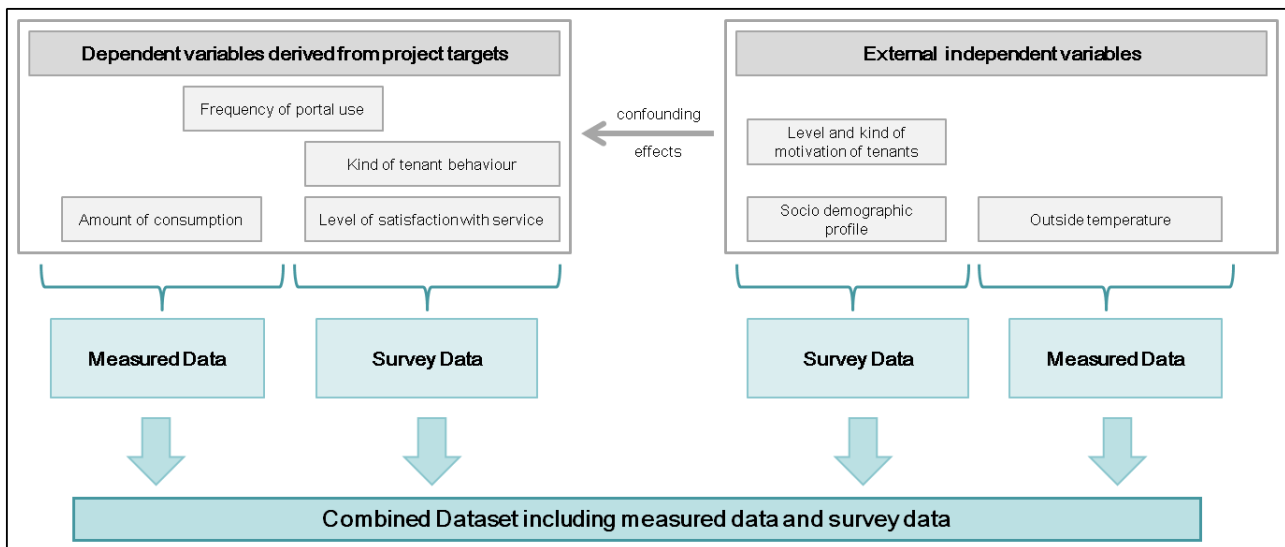 Dependent variables derived from project targets
Frequency of portal use
Kind of tenant behaviour
Amount of consumption
Level of satisfaction with service
confounding
effects
External independent variables
Level and kind of
motivation of tenants
Socio demographic
profile
Outside temperature
Measured Data
Survey Data
Survey Data
Measured Data
Combined Dataset including measured data and survey data